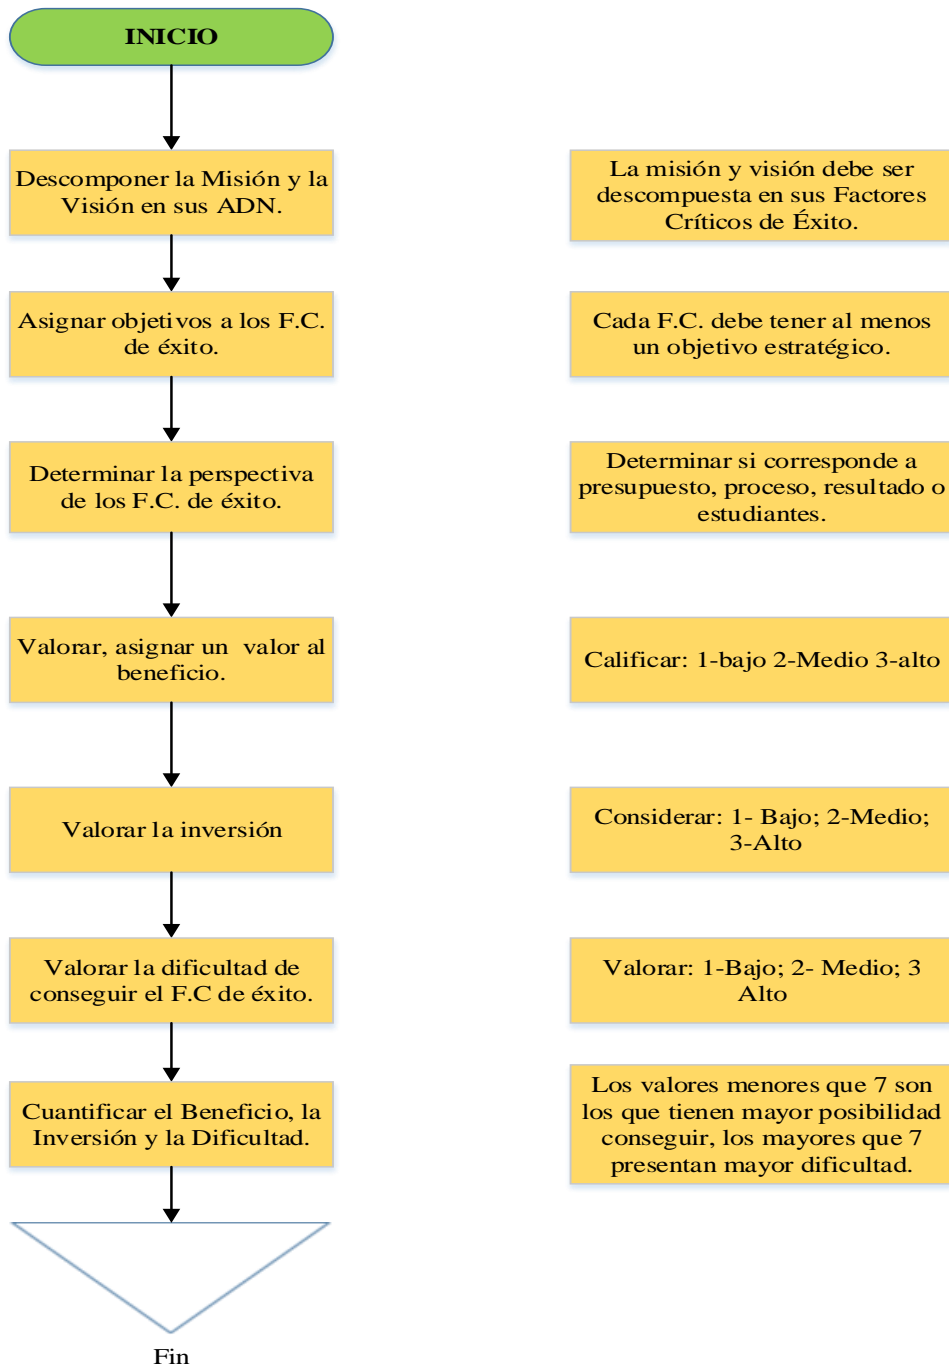 INICIO
Descomponer la Misión y la
Visión en sus ADN.
La misión y visión debe ser
descompuesta en sus Factores
Críticos de Éxito.
Asignar objetivos a los F.C.
de éxito.
Cada F.C. debe tener al menos
un objetivo estratégico.
Determinar la perspectiva
de los F.C. de éxito.
Determinar si corresponde a
presupuesto, proceso, resultado o
estudiantes.
Valorar, asignar un valor al
beneficio.
Calificar: 1-bajo 2-Medio 3-alto
Valorar la inversión
Considerar: 1- Bajo; 2-Medio;
3-Alto
Valorar la dificultad de
conseguir el F.C de éxito.
Valorar: 1-Bajo; 2- Medio; 3
Alto
Cuantificar el Beneficio, la
Inversión y la Dificultad.
Los valores menores que 7 son
los que tienen mayor posibilidad
conseguir, los mayores que 7
presentan mayor dificultad.
Fin